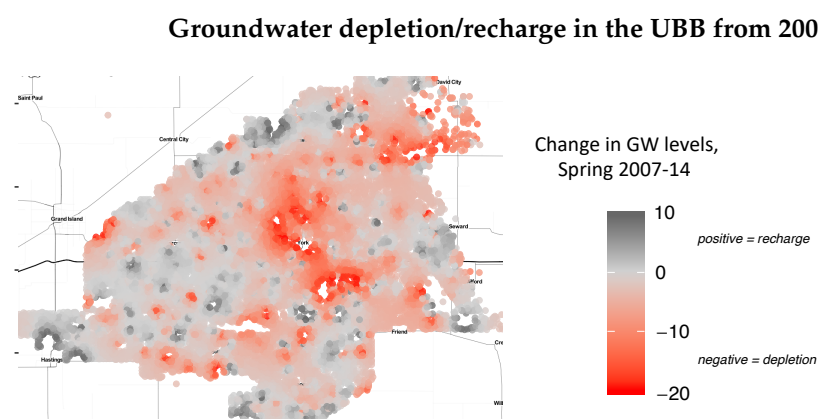 Groundwater depletion/recharge in the UBB from 200
David City
Saint Paul
Central City
Change in GW levels,
Spring 2007-14
10
positive = recharge
Grand Island
Seward
York
0
Friend
-10
Hastings
negative = depletion
-20